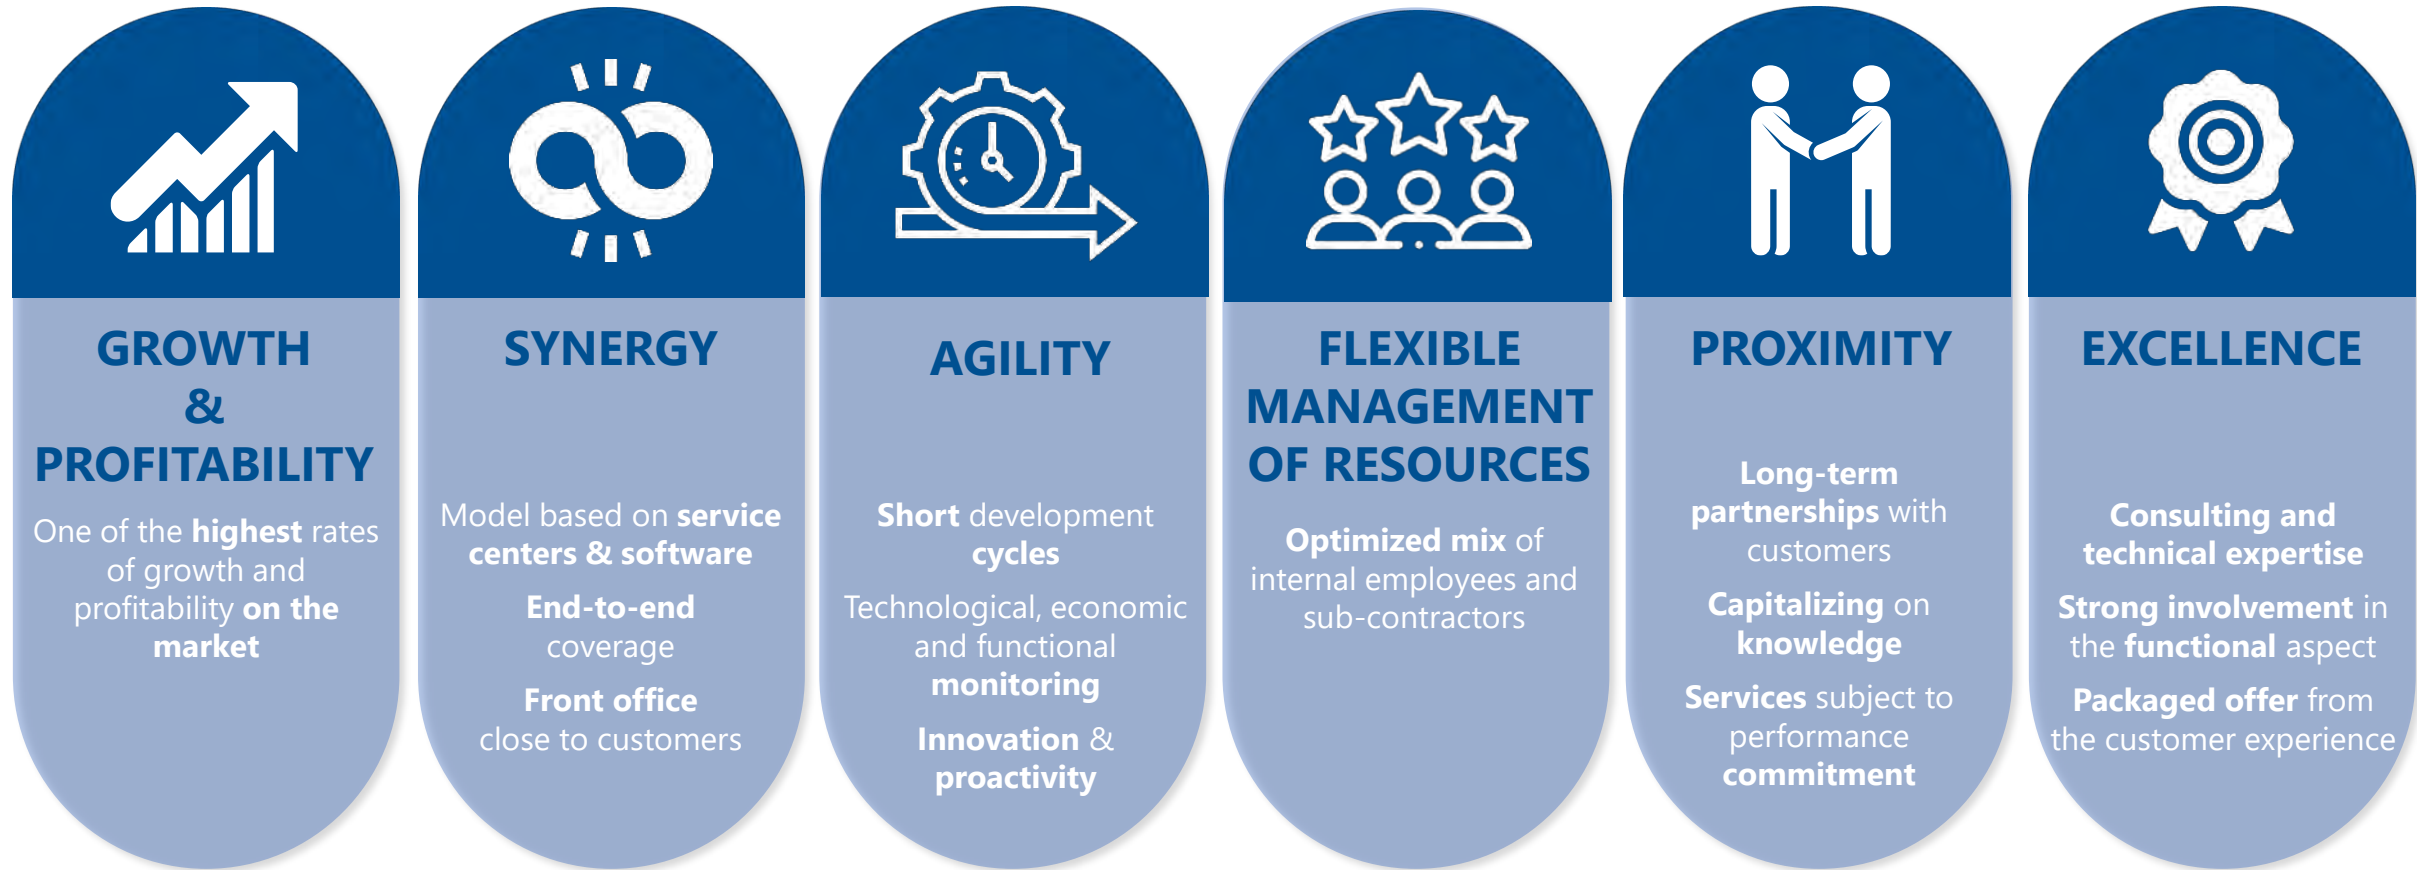 GROWTH
&
PROFITABILITY
One of the highest rates
of growth and
profitability on the
market
SYNERGY
Model based on service
centers & software
End-to-end
coverage
Front office
close to customers
AGILITY
Short development
cycles
Technological, economic
and functional
monitoring
Innovation &
proactivity
FLEXIBLE
MANAGEMENT
OF RESOURCES
Optimized mix of
internal employees and
sub-contractors
PROXIMITY
Long-term
partnerships with
customers
Capitalizing on
knowledge
Services subject to
performance
commitment
EXCELLENCE
Consulting and
technical expertise
Strong involvement in
the functional aspect
Packaged offer from
the customer experience